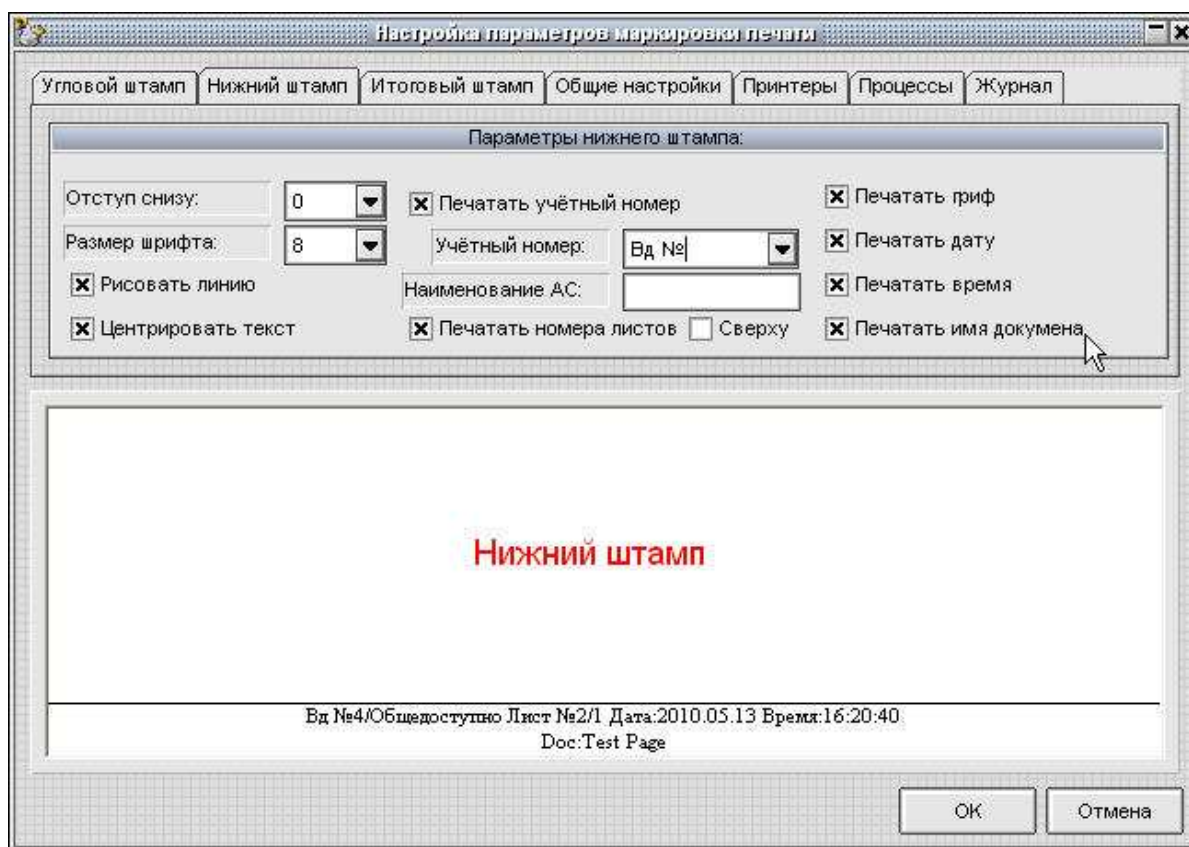 Настройка параметров маркировки печати
Угловой штамп Нижний штамп Итоговый штамп Общие настройки Принтеры Процессы Журнал
Параметры нижнего штампа:
Отступ снизу: 0 Печатать учётный номер Печатать гриф
Размер шрифта: 8 Учётный номер: Вд № Печатать дату
Рисовать линию Наименование АС: Печатать время
Центрировать текст Печатать номера листов Сверху Печатать имя докумена
Нижний штамп
Вд №4/Общедоступно Лист №2/1 Дата:2010.05.13 Время:16:20:40
Doc:Test Page
OK Отмена